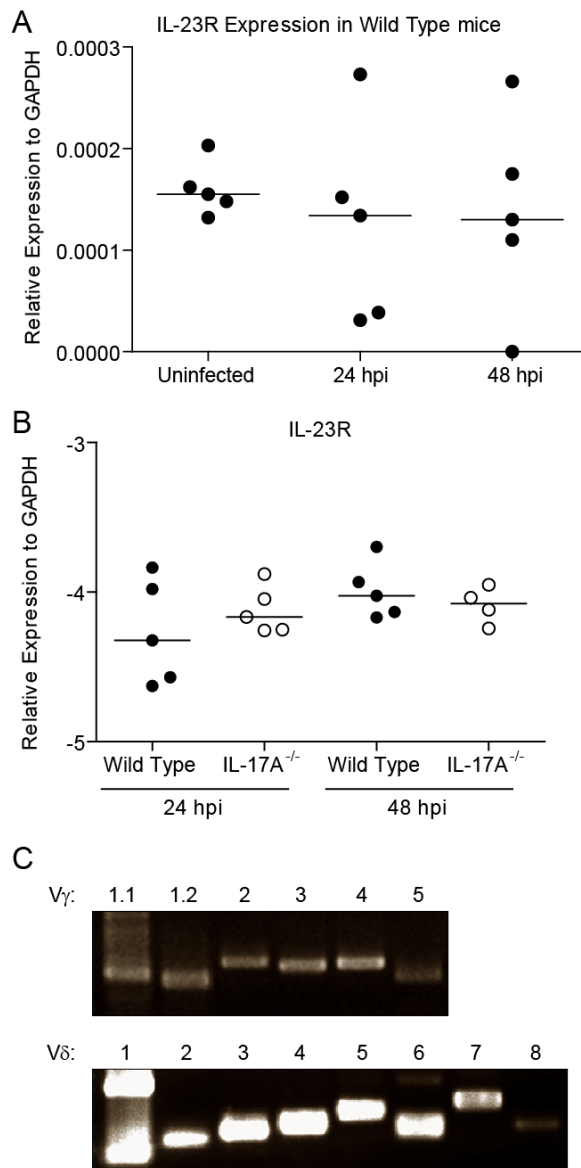 A
IL-23R Expression in Wild Type mice
Relative Expression to GAPDH
0.0003
0.0002
0.0001
0.0000
Uninfected 24 hpi 48 hpi
B
IL-23R
Relative Expression to GAPDH
-3
-4
-5
Wild Type IL-17A-/- Wild Type IL-17A-/-
24 hpi 48 hpi
C
Vγ: 1.1 1.2 2 3 4 5
Vδ: 1 2 3 4 5 6 7 8